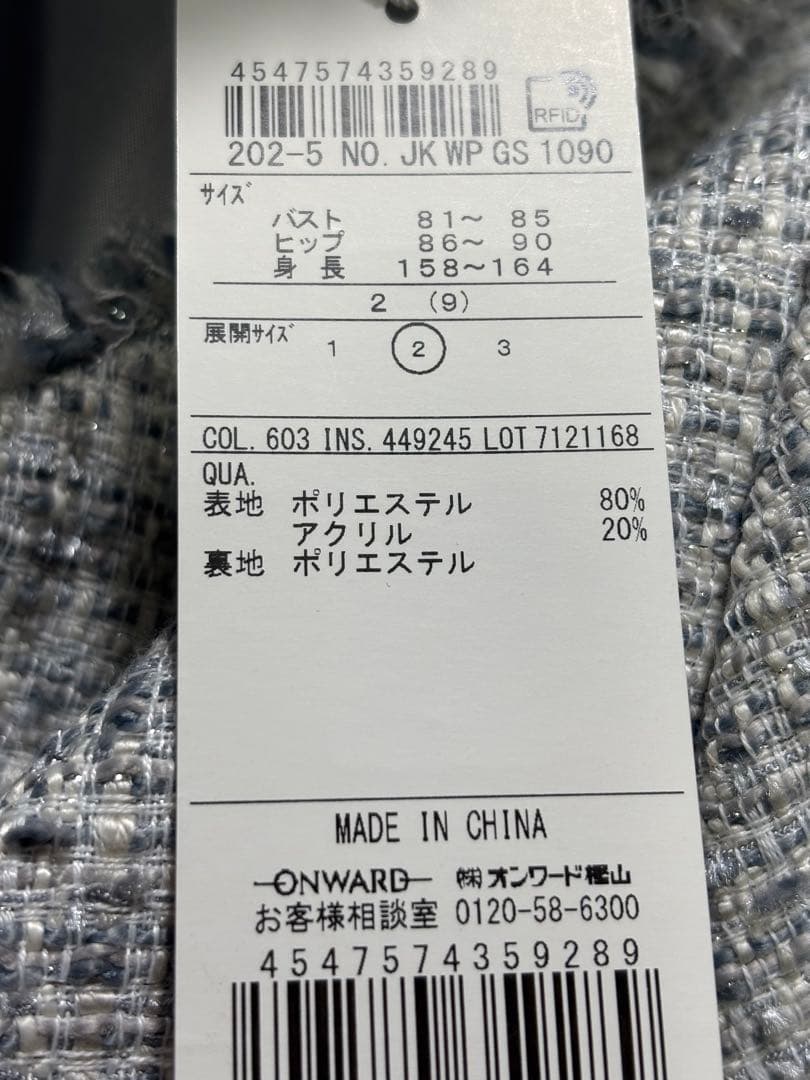 4547574359289
RFID
202-5 NO. JKWPGS1090
サイズ
バスト 81〜 85
ヒップ 86〜 90
身 長 158〜164
2 (9)
展開サイズ 1 2 3
COL. 603 INS. 449245 LOT 7121168
QUA.
表地 ポリエステル 80%
アクリル 20%
裏地 ポリエステル
MADE IN CHINA
ONWARD ㈱オンワード樫山
お客様相談室 0120-58-6300
4547574359289